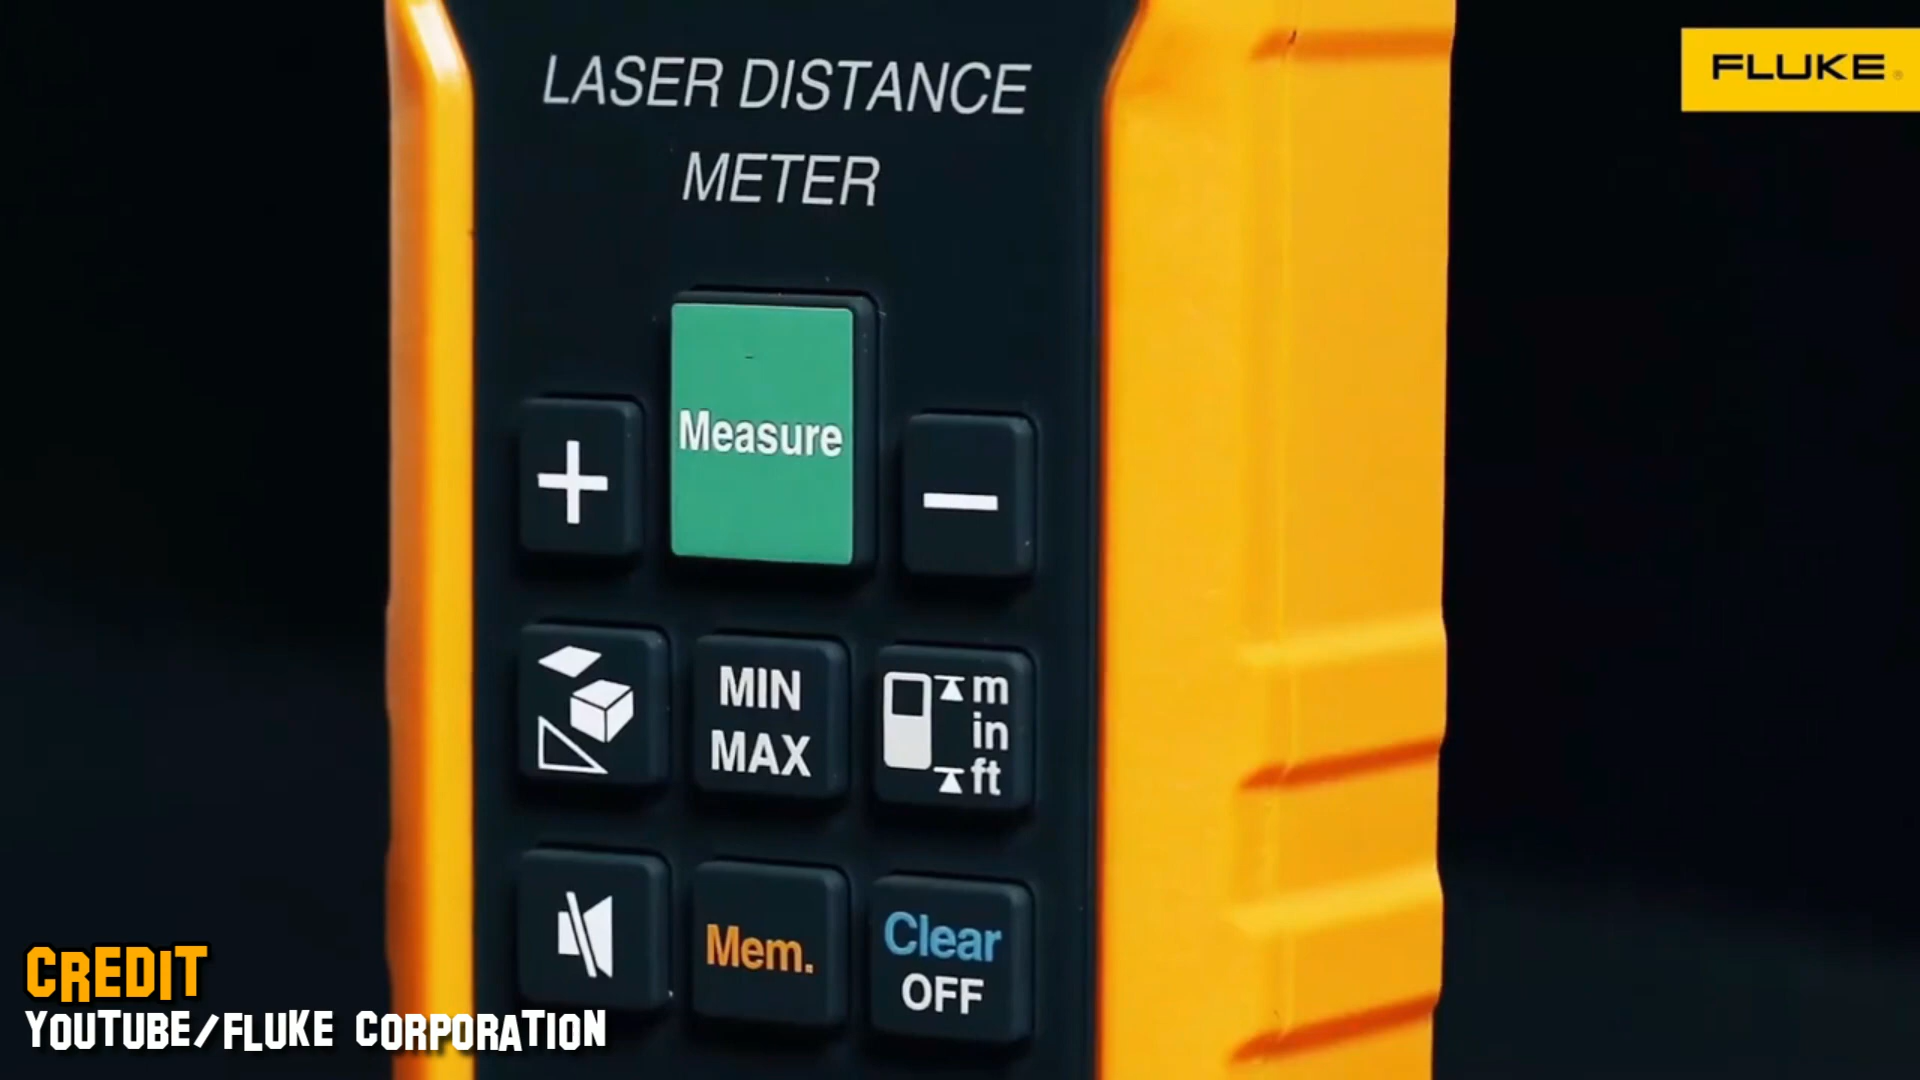 LASER DISTANCE
METER
FLUKE
Measure
+
−
MIN
MAX
m
in
ft
Mem.
Clear
OFF
CREDIT
YOUTUBE/FLUKE CORPORATION